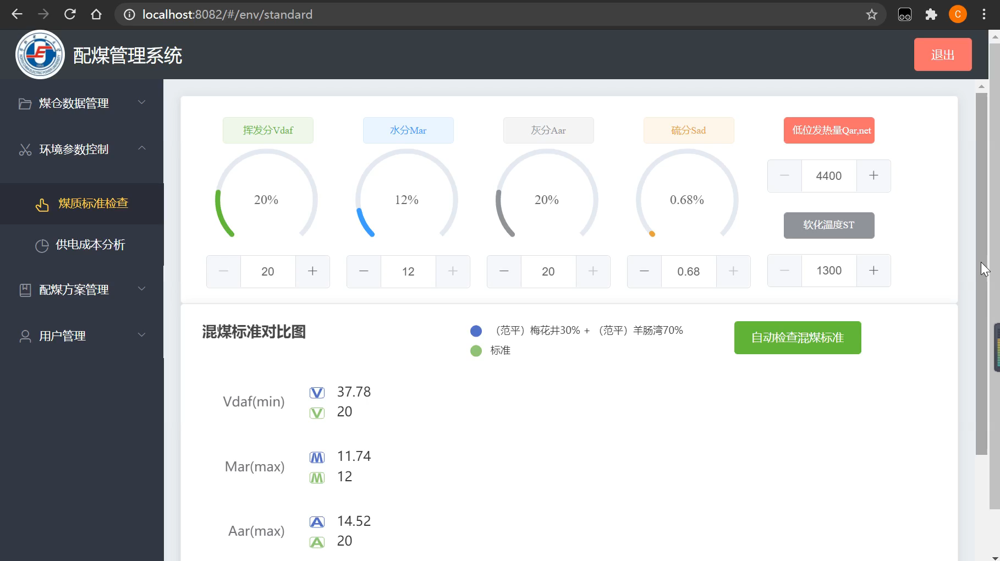 localhost:8082/#/env/standard
C
配煤管理系统
退出
煤仓数据管理
环境参数控制
煤质标准检查
供电成本分析
配煤方案管理
用户管理
挥发分Vdaf
水分Mar
灰分Aar
硫分Sad
低位发热量Qar,net
20%
12%
20%
0.68%
4400
软化温度ST
20
12
20
0.68
1300
混煤标准对比图
（范平）梅花井30% + （范平）羊肠湾70%
标准
自动检查混煤标准
Vdaf(min)
V 37.78
V 20
Mar(max)
M 11.74
M 12
Aar(max)
A 14.52
A 20